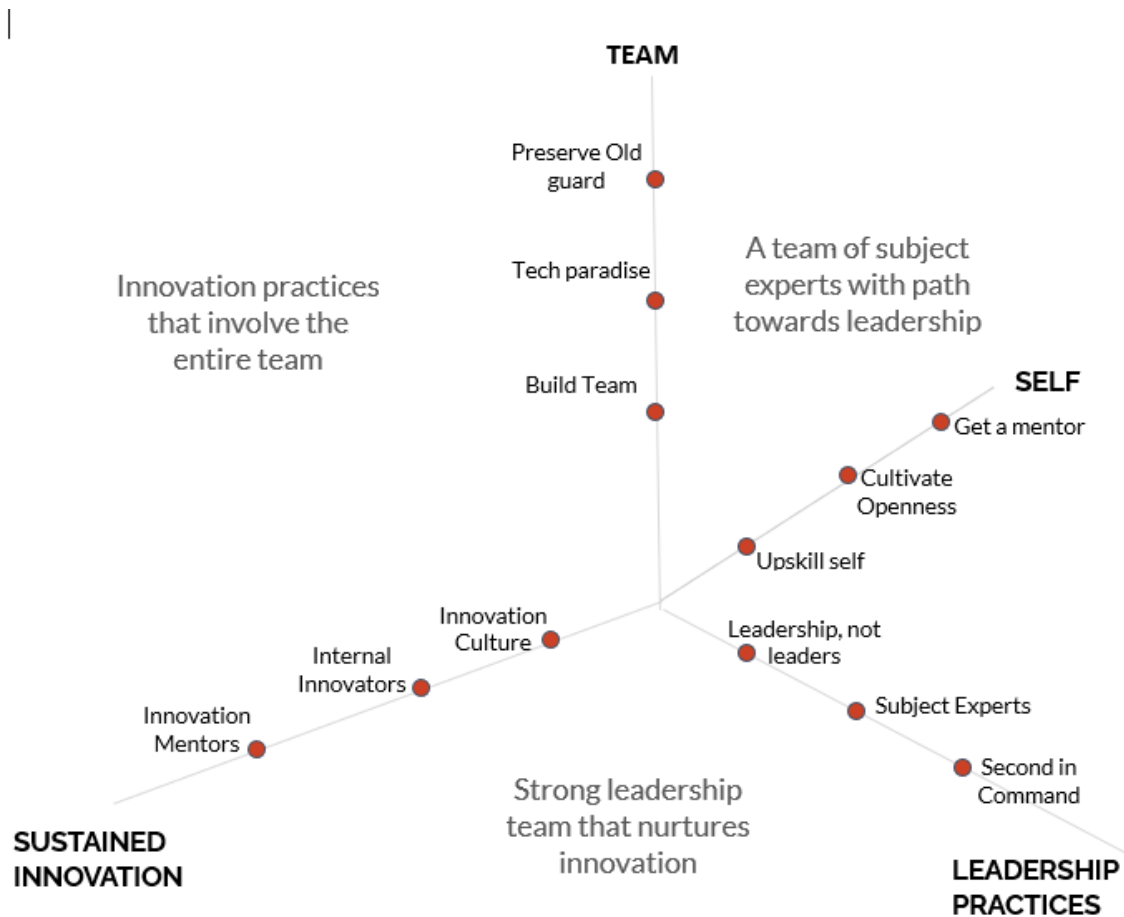 TEAM
Preserve Old
guard
Tech paradise
Build Team
Innovation practices
that involve the
entire team
A team of subject
experts with path
towards leadership
SELF
Get a mentor
Cultivate
Openness
Upskill self
Innovation
Culture
Internal
Innovators
Innovation
Mentors
Leadership, not
leaders
Subject Experts
Second in
Command
Strong leadership
team that nurtures
innovation
SUSTAINED
INNOVATION
LEADERSHIP
PRACTICES